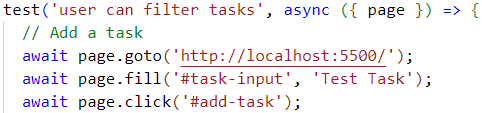 test('user can filter tasks', async ({ page }) => {
  // Add a task
  await page.goto('http://localhost:5500/');
  await page.fill('#task-input', 'Test Task');
  await page.click('#add-task');